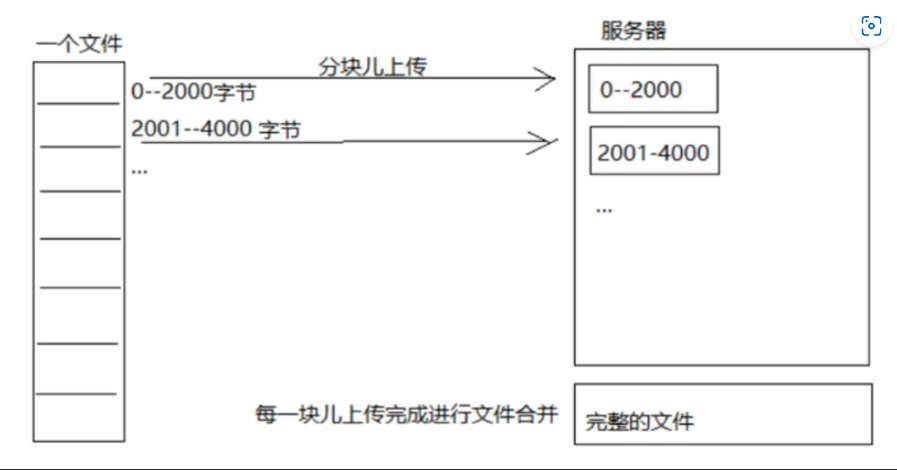 一个文件
服务器
分块儿上传
0--2000字节
0--2000
2001--4000 字节
2001-4000
...
...
每一块儿上传完成进行文件合并
完整的文件